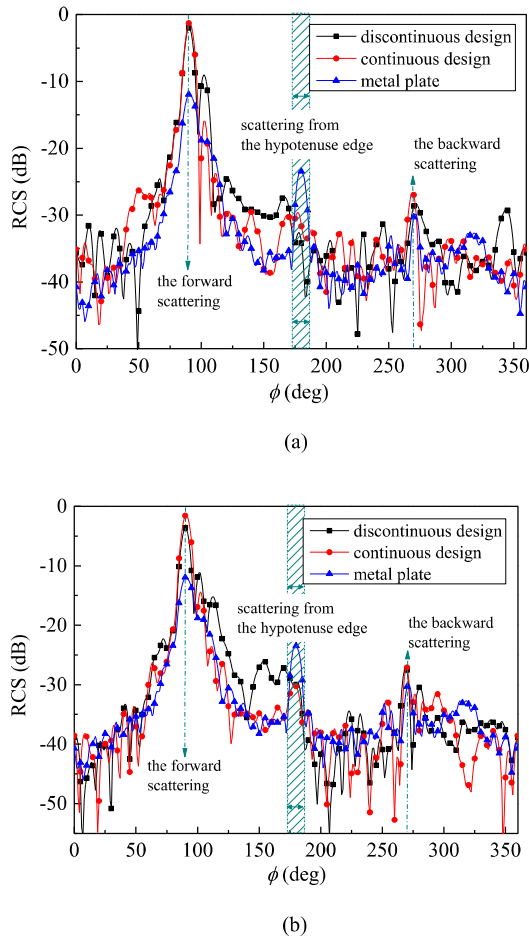 0
-10
-20
-30
-40
-50
RCS (dB)
discontinuous design
continuous design
metal plate
scattering from
the hypotenuse edge
the backward
scattering
the forward
scattering
0 50 100 150 200 250 300 350
ϕ (deg)
(a)
0
-10
-20
-30
-40
-50
RCS (dB)
discontinuous design
continuous design
metal plate
scattering from
the hypotenuse edge
the backward
scattering
the forward
scattering
0 50 100 150 200 250 300 350
ϕ (deg)
(b)